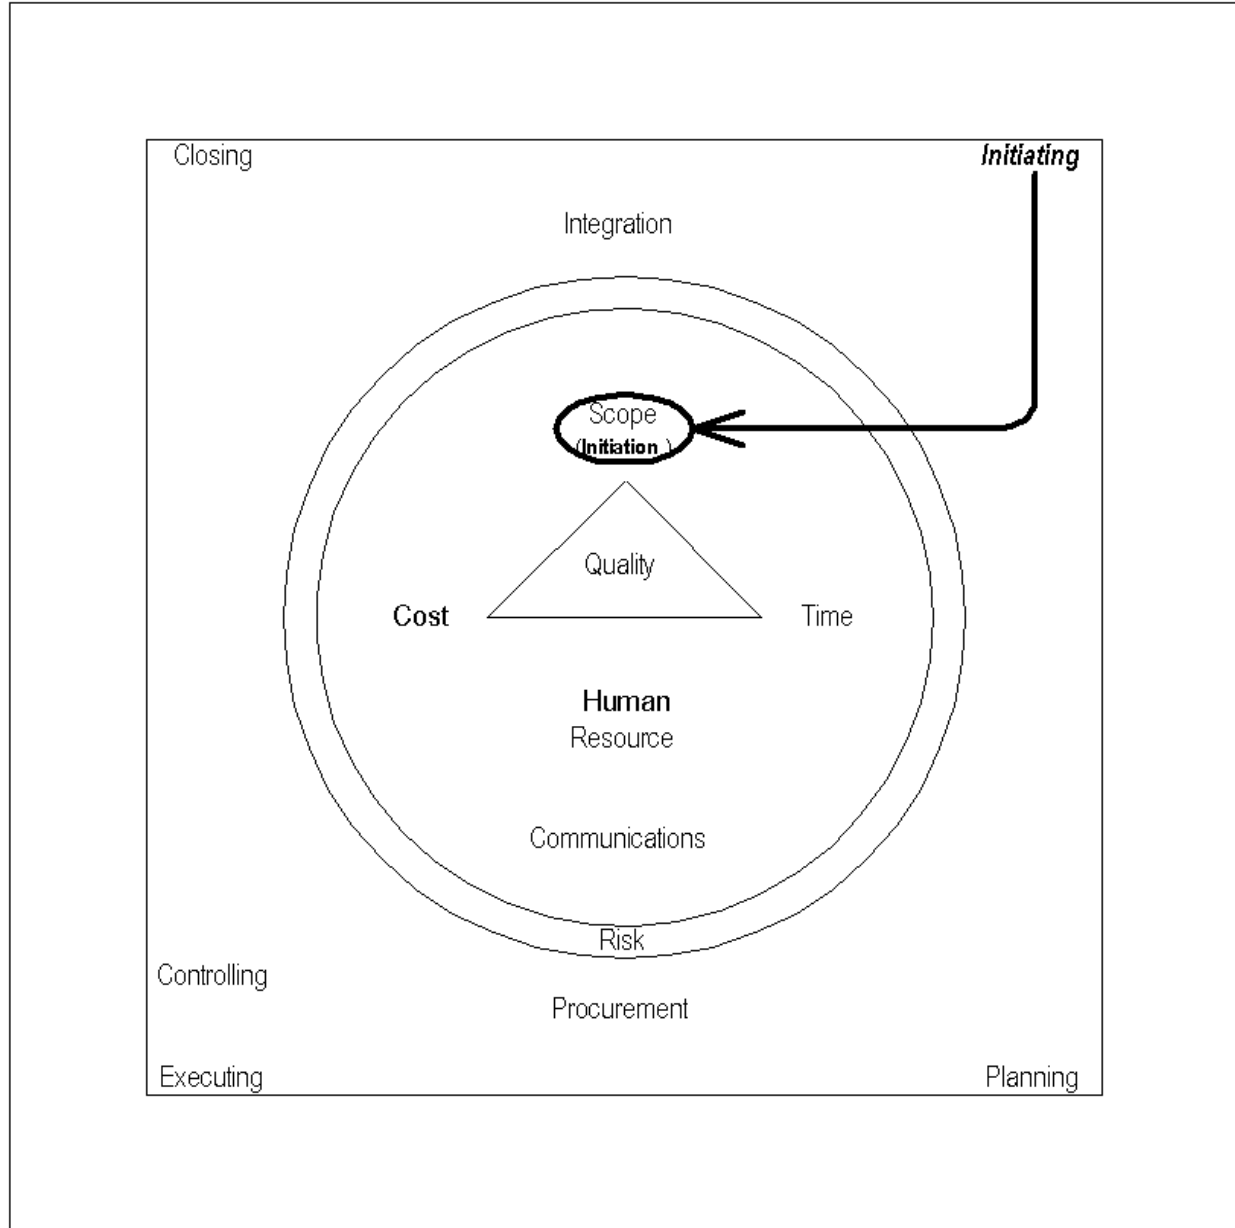 Closing
Initiating
Integration
Scope
(Initiation )
Quality
Cost
Time
Human
Resource
Communications
Risk
Controlling
Procurement
Executing
Planning